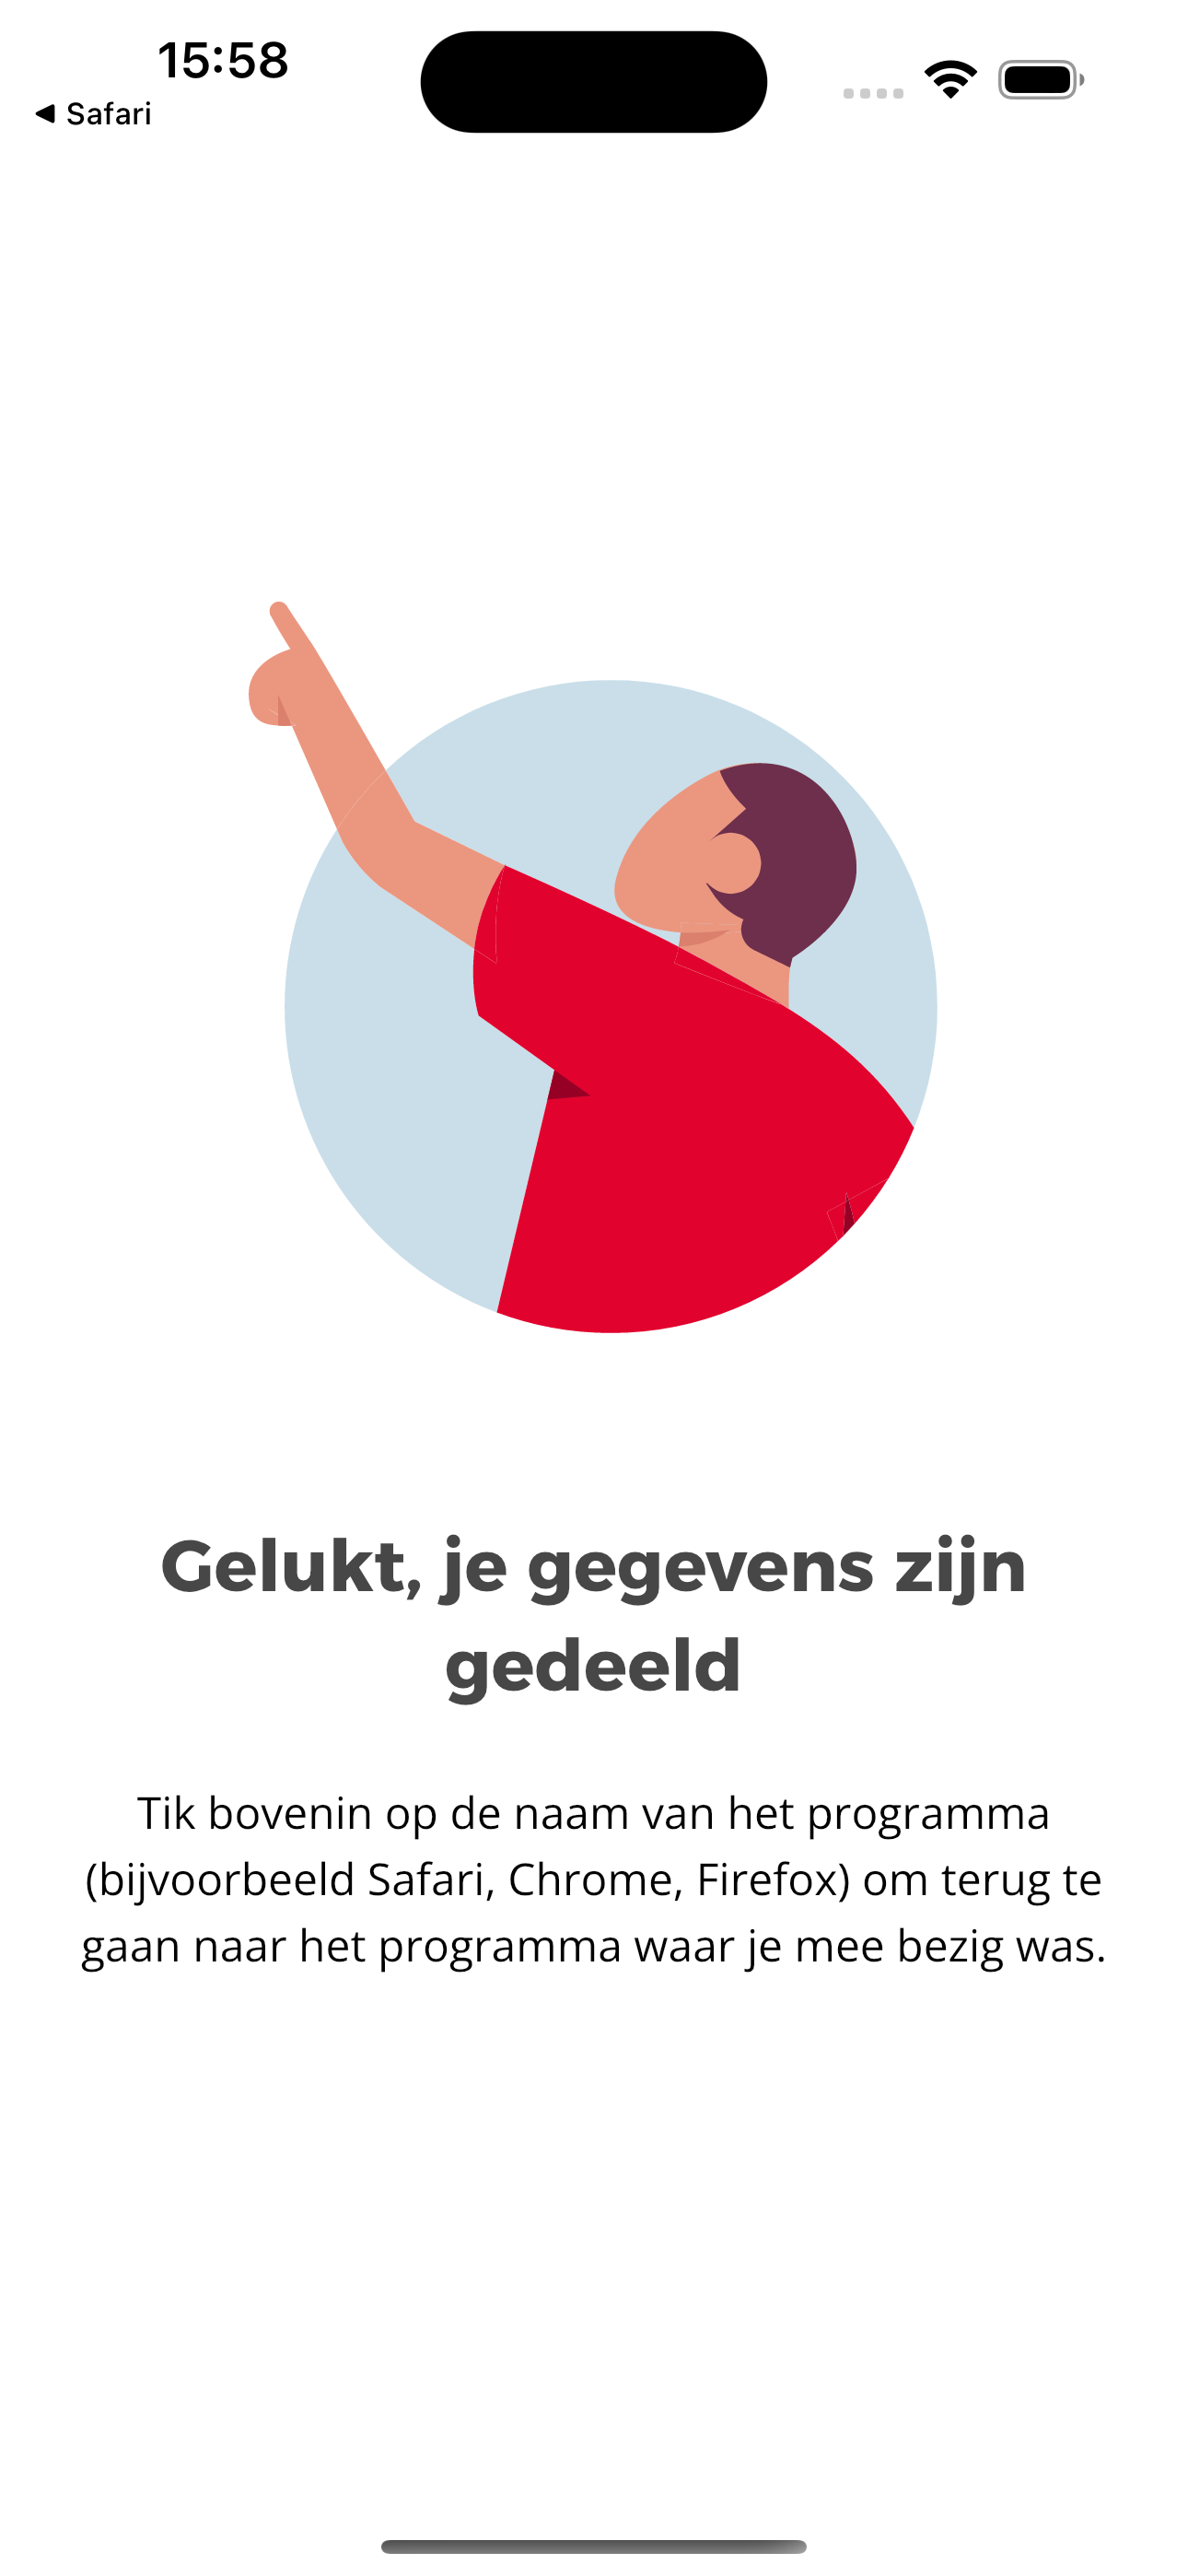 15:58
Safari
Gelukt, je gegevens zijn
gedeeld
Tik bovenin op de naam van het programma
(bijvoorbeeld Safari, Chrome, Firefox) om terug te
gaan naar het programma waar je mee bezig was.